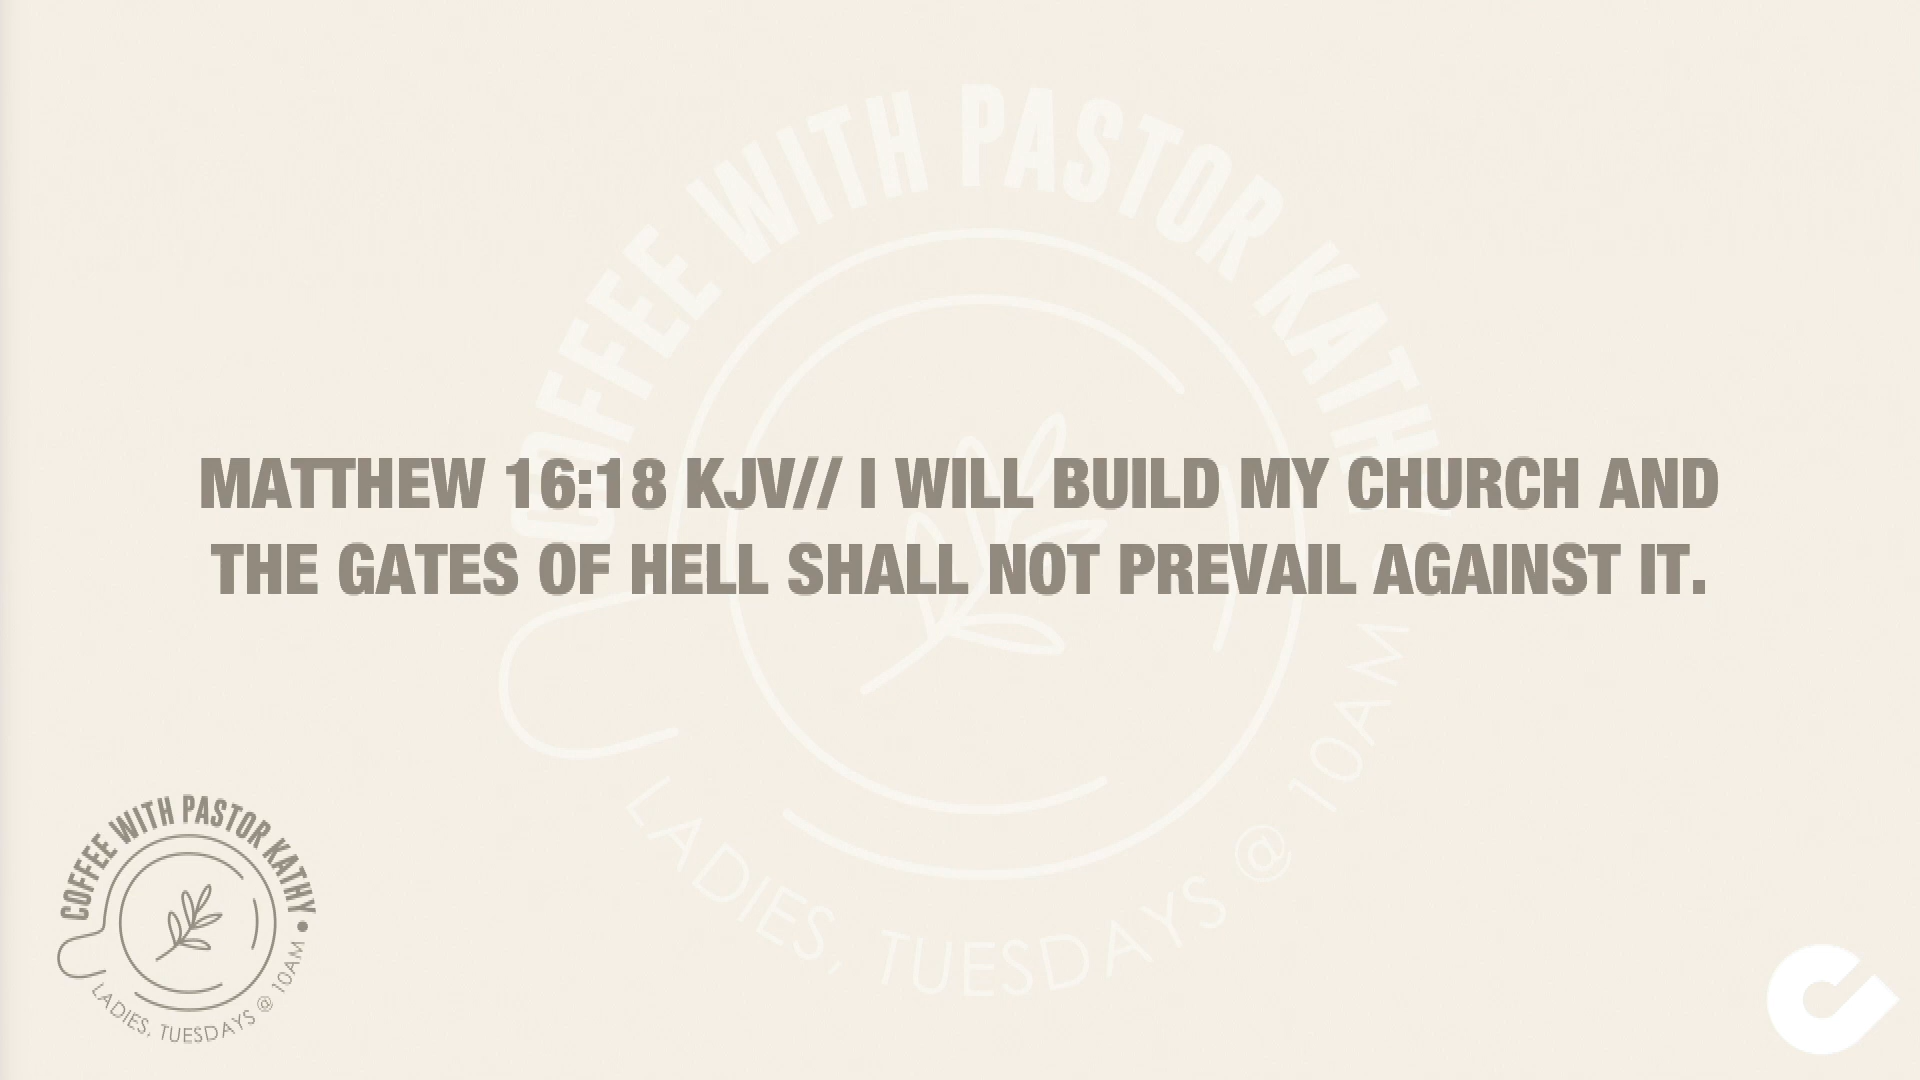 COFFEE WITH PASTOR KATHY
MATTHEW 16:18 KJV// I WILL BUILD MY CHURCH AND
THE GATES OF HELL SHALL NOT PREVAIL AGAINST IT.
LADIES, TUESDAYS @ 10AM
COFFEE WITH PASTOR KATHY •
LADIES, TUESDAYS @ 10AM